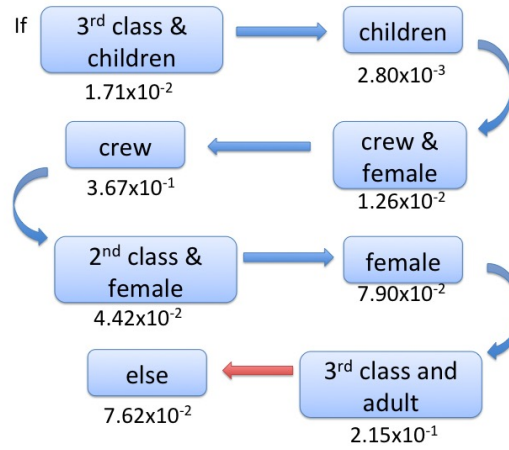 If
3rd class &
children
1.71x10-2
children
2.80x10-3
crew &
female
1.26x10-2
crew
3.67x10-1
2nd class &
female
4.42x10-2
female
7.90x10-2
3rd class and
adult
2.15x10-1
else
7.62x10-2